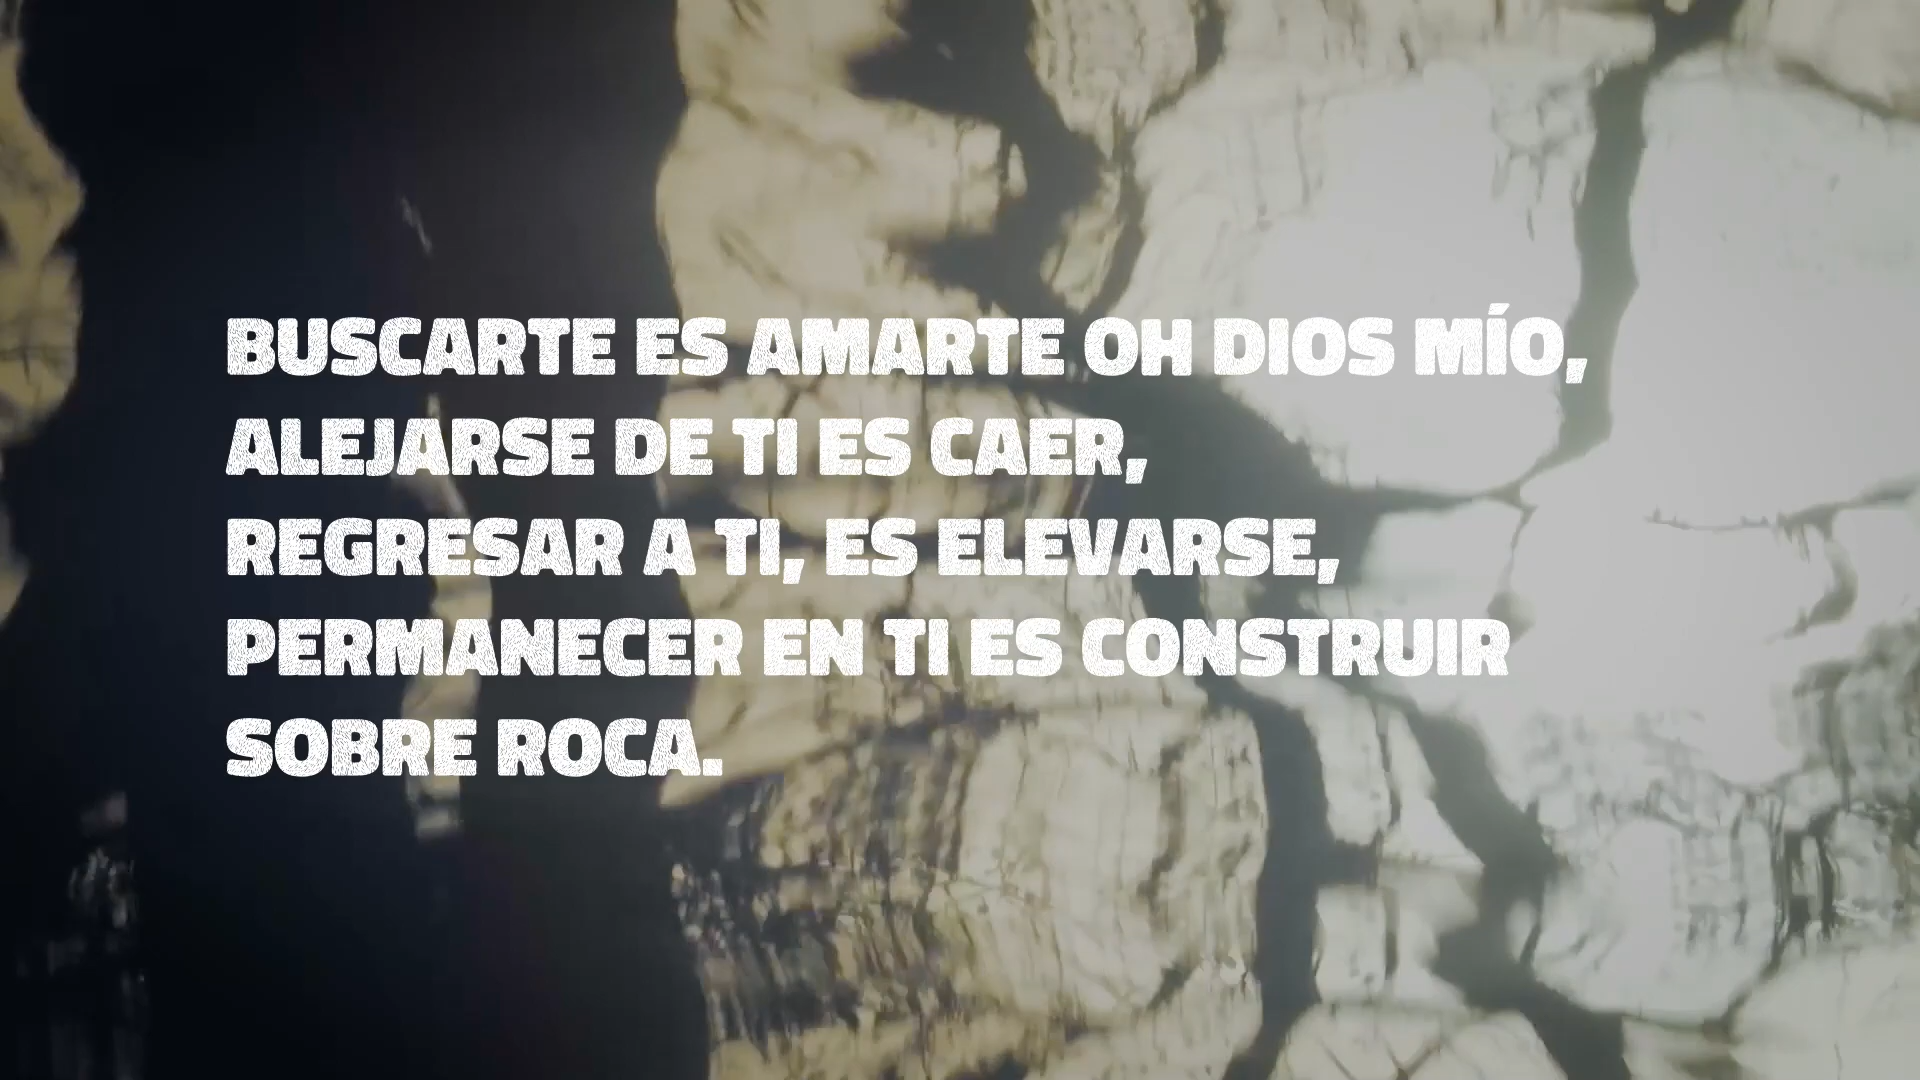 BUSCARTE ES AMARTE OH DIOS MÍO,
ALEJARSE DE TI ES CAER,
REGRESAR A TI, ES ELEVARSE,
PERMANECER EN TI ES CONSTRUIR
SOBRE ROCA.